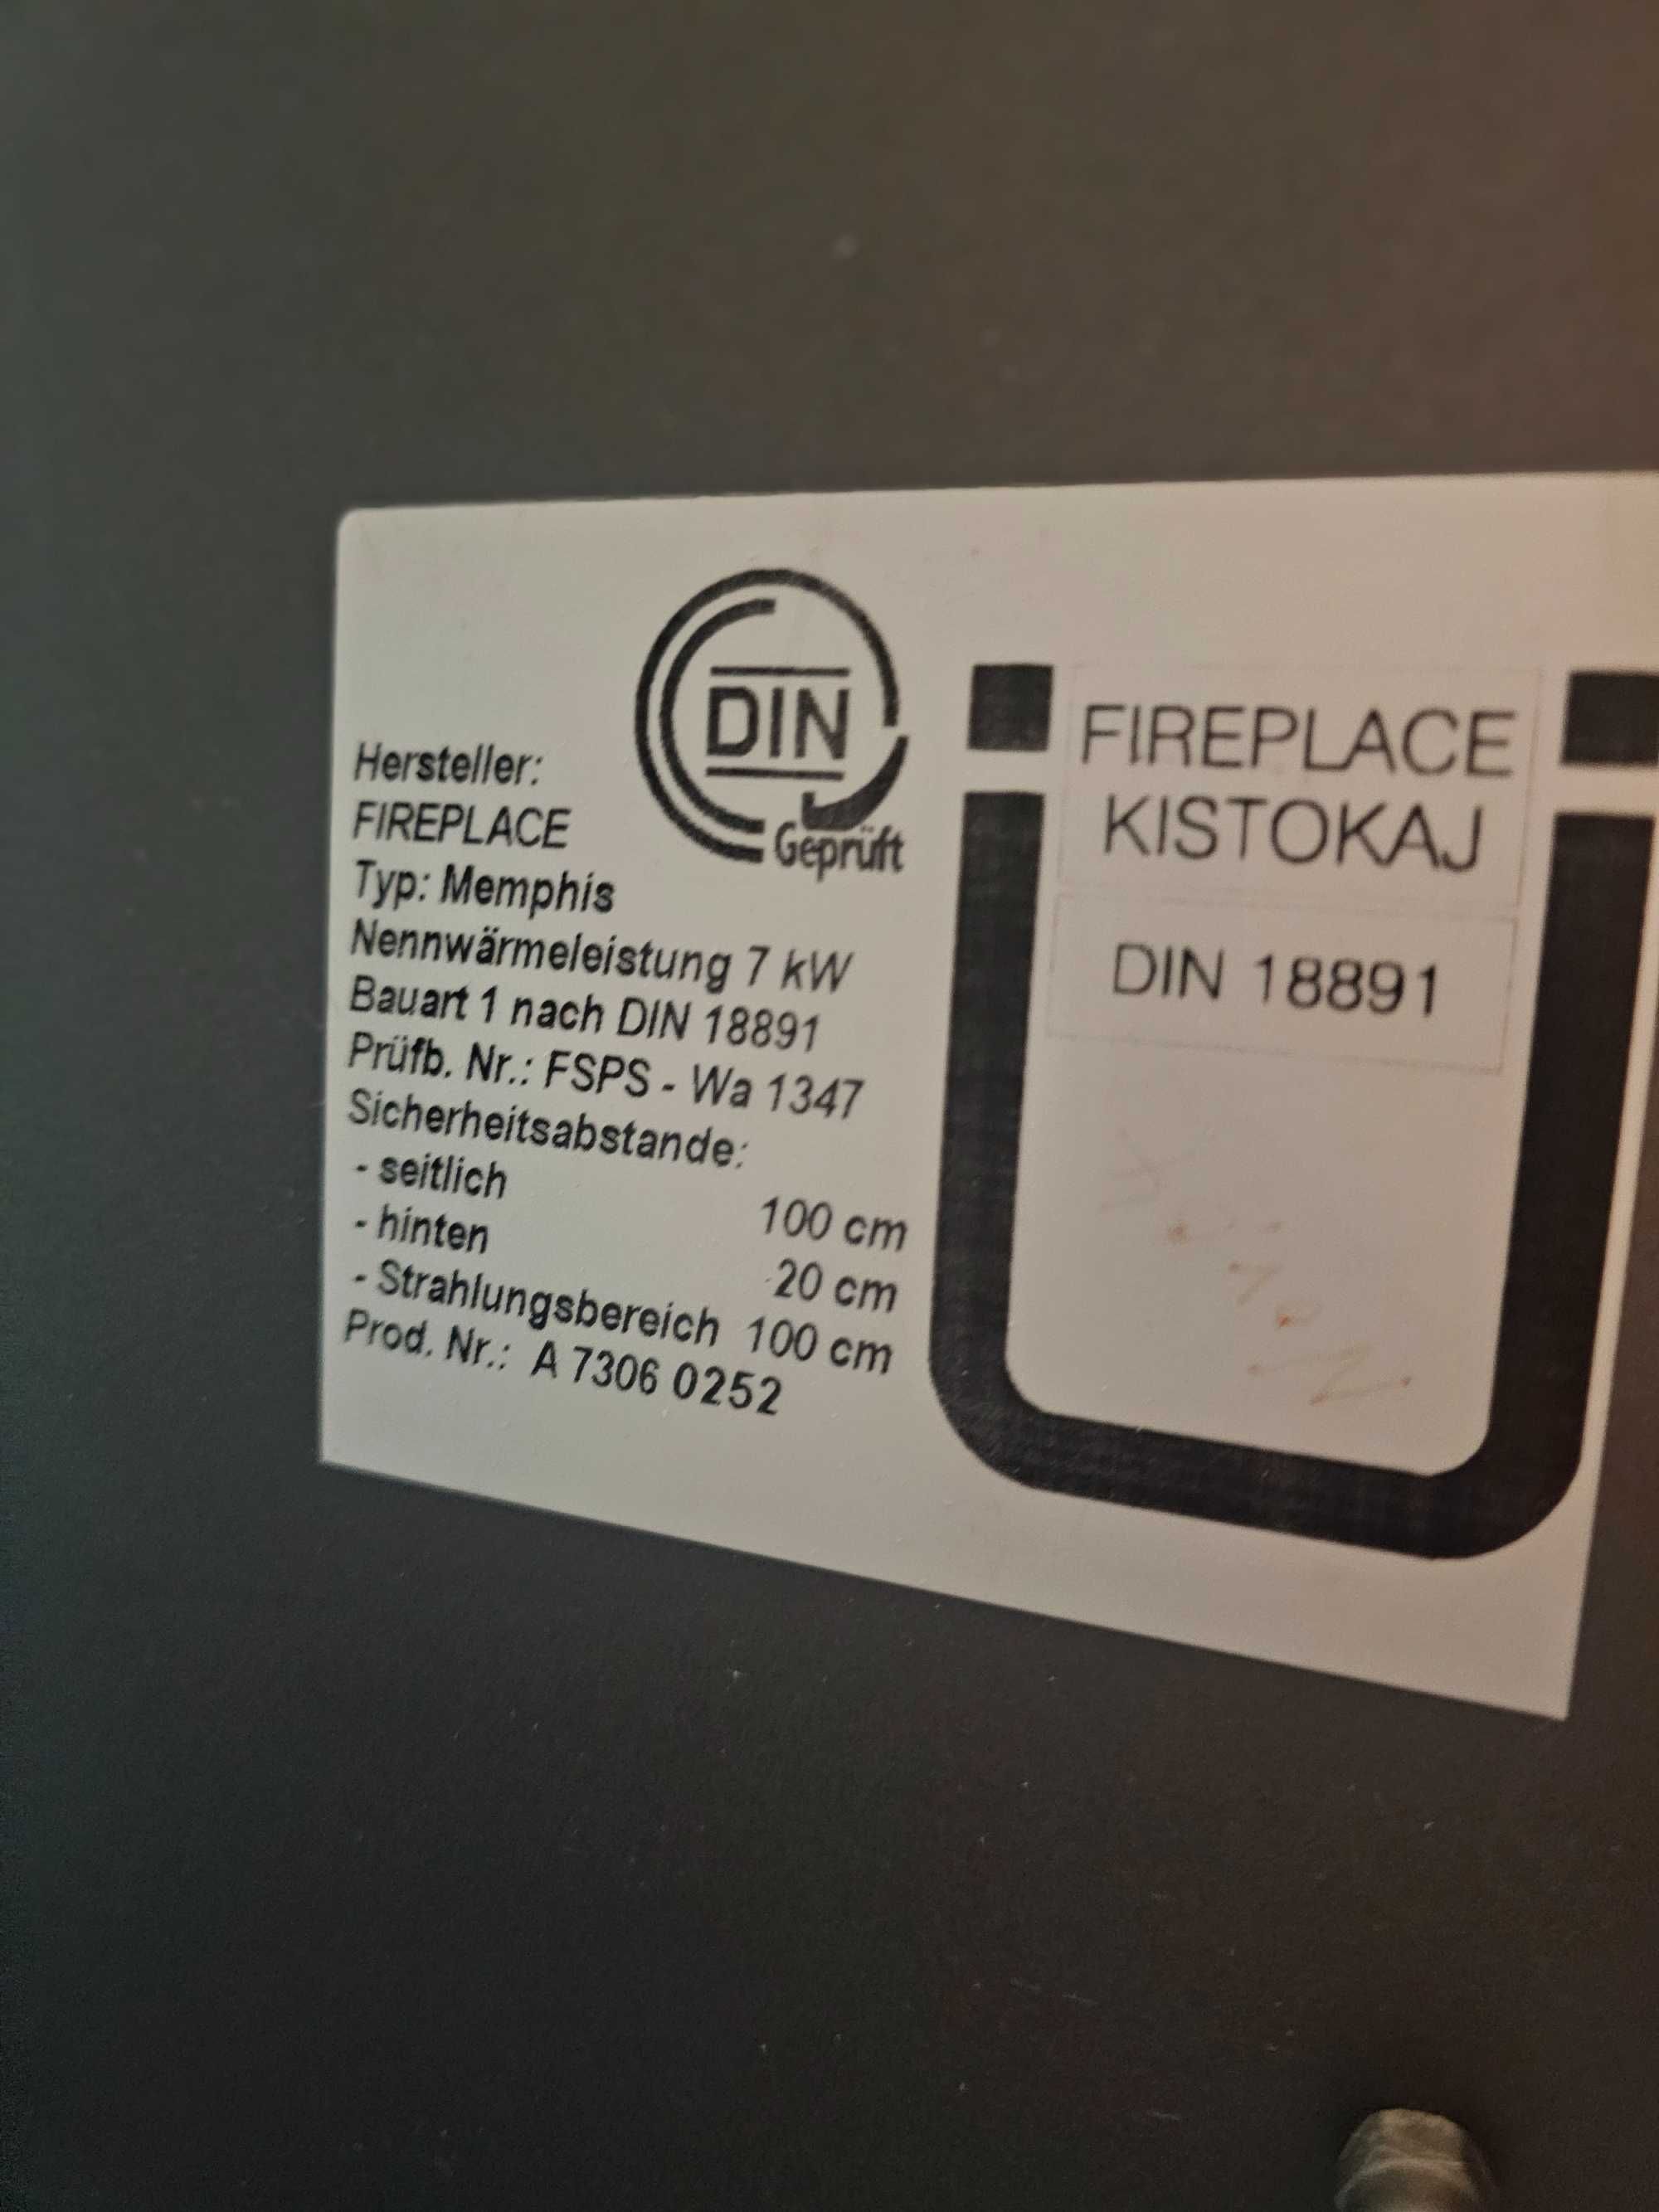 DIN
Geprüft
Hersteller:
FIREPLACE
Typ: Memphis
Nennwärmeleistung 7 kW
Bauart 1 nach DIN 18891
Prüfb. Nr.: FSPS - Wa 1347
Sicherheitsabstande:
- seitlich 100 cm
- hinten 20 cm
- Strahlungsbereich 100 cm
Prod. Nr.: A 7306 0252
FIREPLACE
KISTOKAJ
DIN 18891